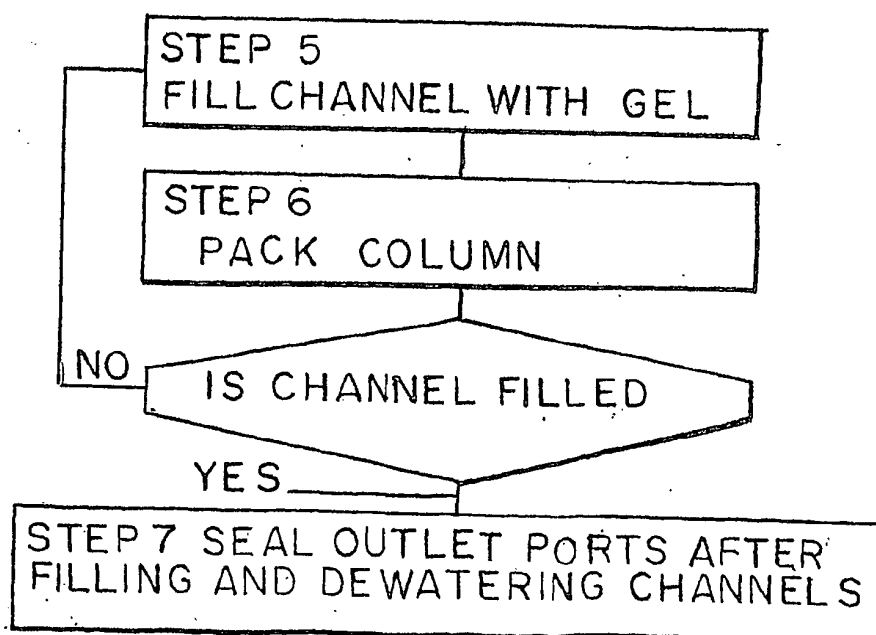 STEP 5
FILL CHANNEL WITH GEL
STEP 6
PACK COLUMN
IS CHANNEL FILLED
NO
YES
STEP 7 SEAL OUTLET PORTS AFTER
FILLING AND DEWATERING CHANNELS